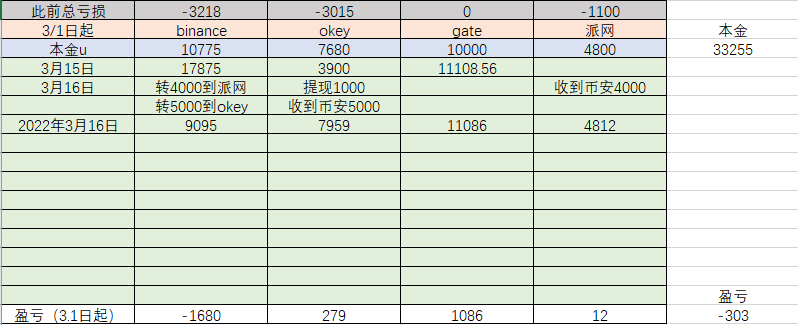 此前总亏损 -3218 -3015 0 -1100
3/1日起 binance okey gate 派网 本金
本金u 10775 7680 10000 4800 33255
3月15日 17875 3900 11108.56
3月16日 转4000到派网 提现1000 收到币安4000
转5000到okey 收到币安5000
2022年3月16日 9095 7959 11086 4812
盈亏
盈亏（3.1日起） -1680 279 1086 12 -303